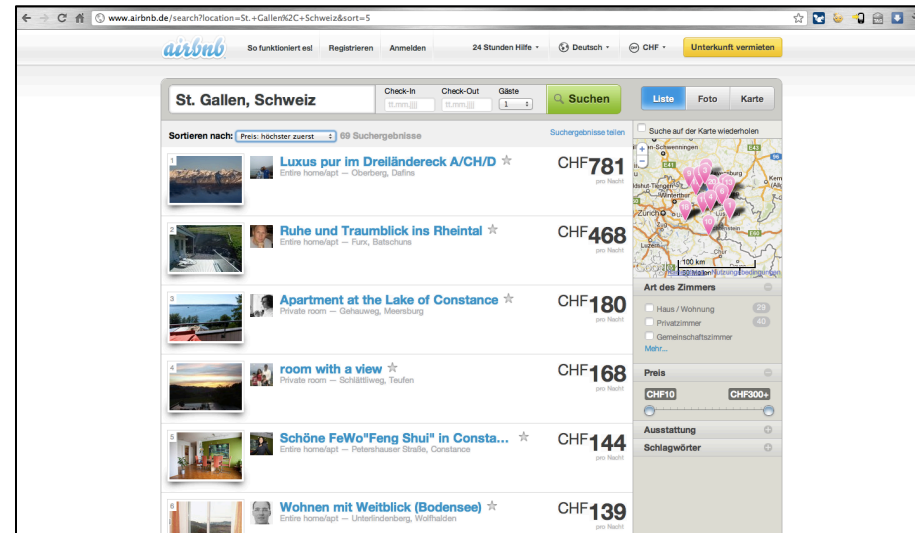 www.airbnb.de/search?location=St.+Gallen%2C+Schweiz&sort=5
airbnb
So funktioniert es! Registrieren Anmelden 24 Stunden Hilfe Deutsch CHF Unterkunft vermieten
St. Gallen, Schweiz
Check-In Check-Out Gäste
tt.mm.jjjj tt.mm.jjjj 1
Suchen
Liste Foto Karte
Sortieren nach: Preis: höchster zuerst 69 Suchergebnisse
Suchergebnisse teilen
Suche auf der Karte wiederholen
1
Luxus pur im Dreiländereck A/CH/D
Entire home/apt — Oberberg, Dafins
CHF781
pro Nacht
2
Ruhe und Traumblick ins Rheintal
Entire home/apt — Furx, Batschuns
CHF468
pro Nacht
3
Apartment at the Lake of Constance
Private room — Gehauweg, Meersburg
CHF180
pro Nacht
4
room with a view
Private room — Schlättliweg, Teufen
CHF168
pro Nacht
5
Schöne FeWo"Feng Shui" in Consta...
Entire home/apt — Petershauser Straße, Constance
CHF144
pro Nacht
6
Wohnen mit Weitblick (Bodensee)
Entire home/apt — Unterlindenberg, Wolfhalden
CHF139
pro Nacht
Winterthur
Zürich
Chur
100 km
Nutzungsbedingungen
Art des Zimmers
Haus / Wohnung 29
Privatzimmer 40
Gemeinschaftszimmer
Mehr...
Preis
CHF10 CHF300+
Ausstattung
Schlagwörter